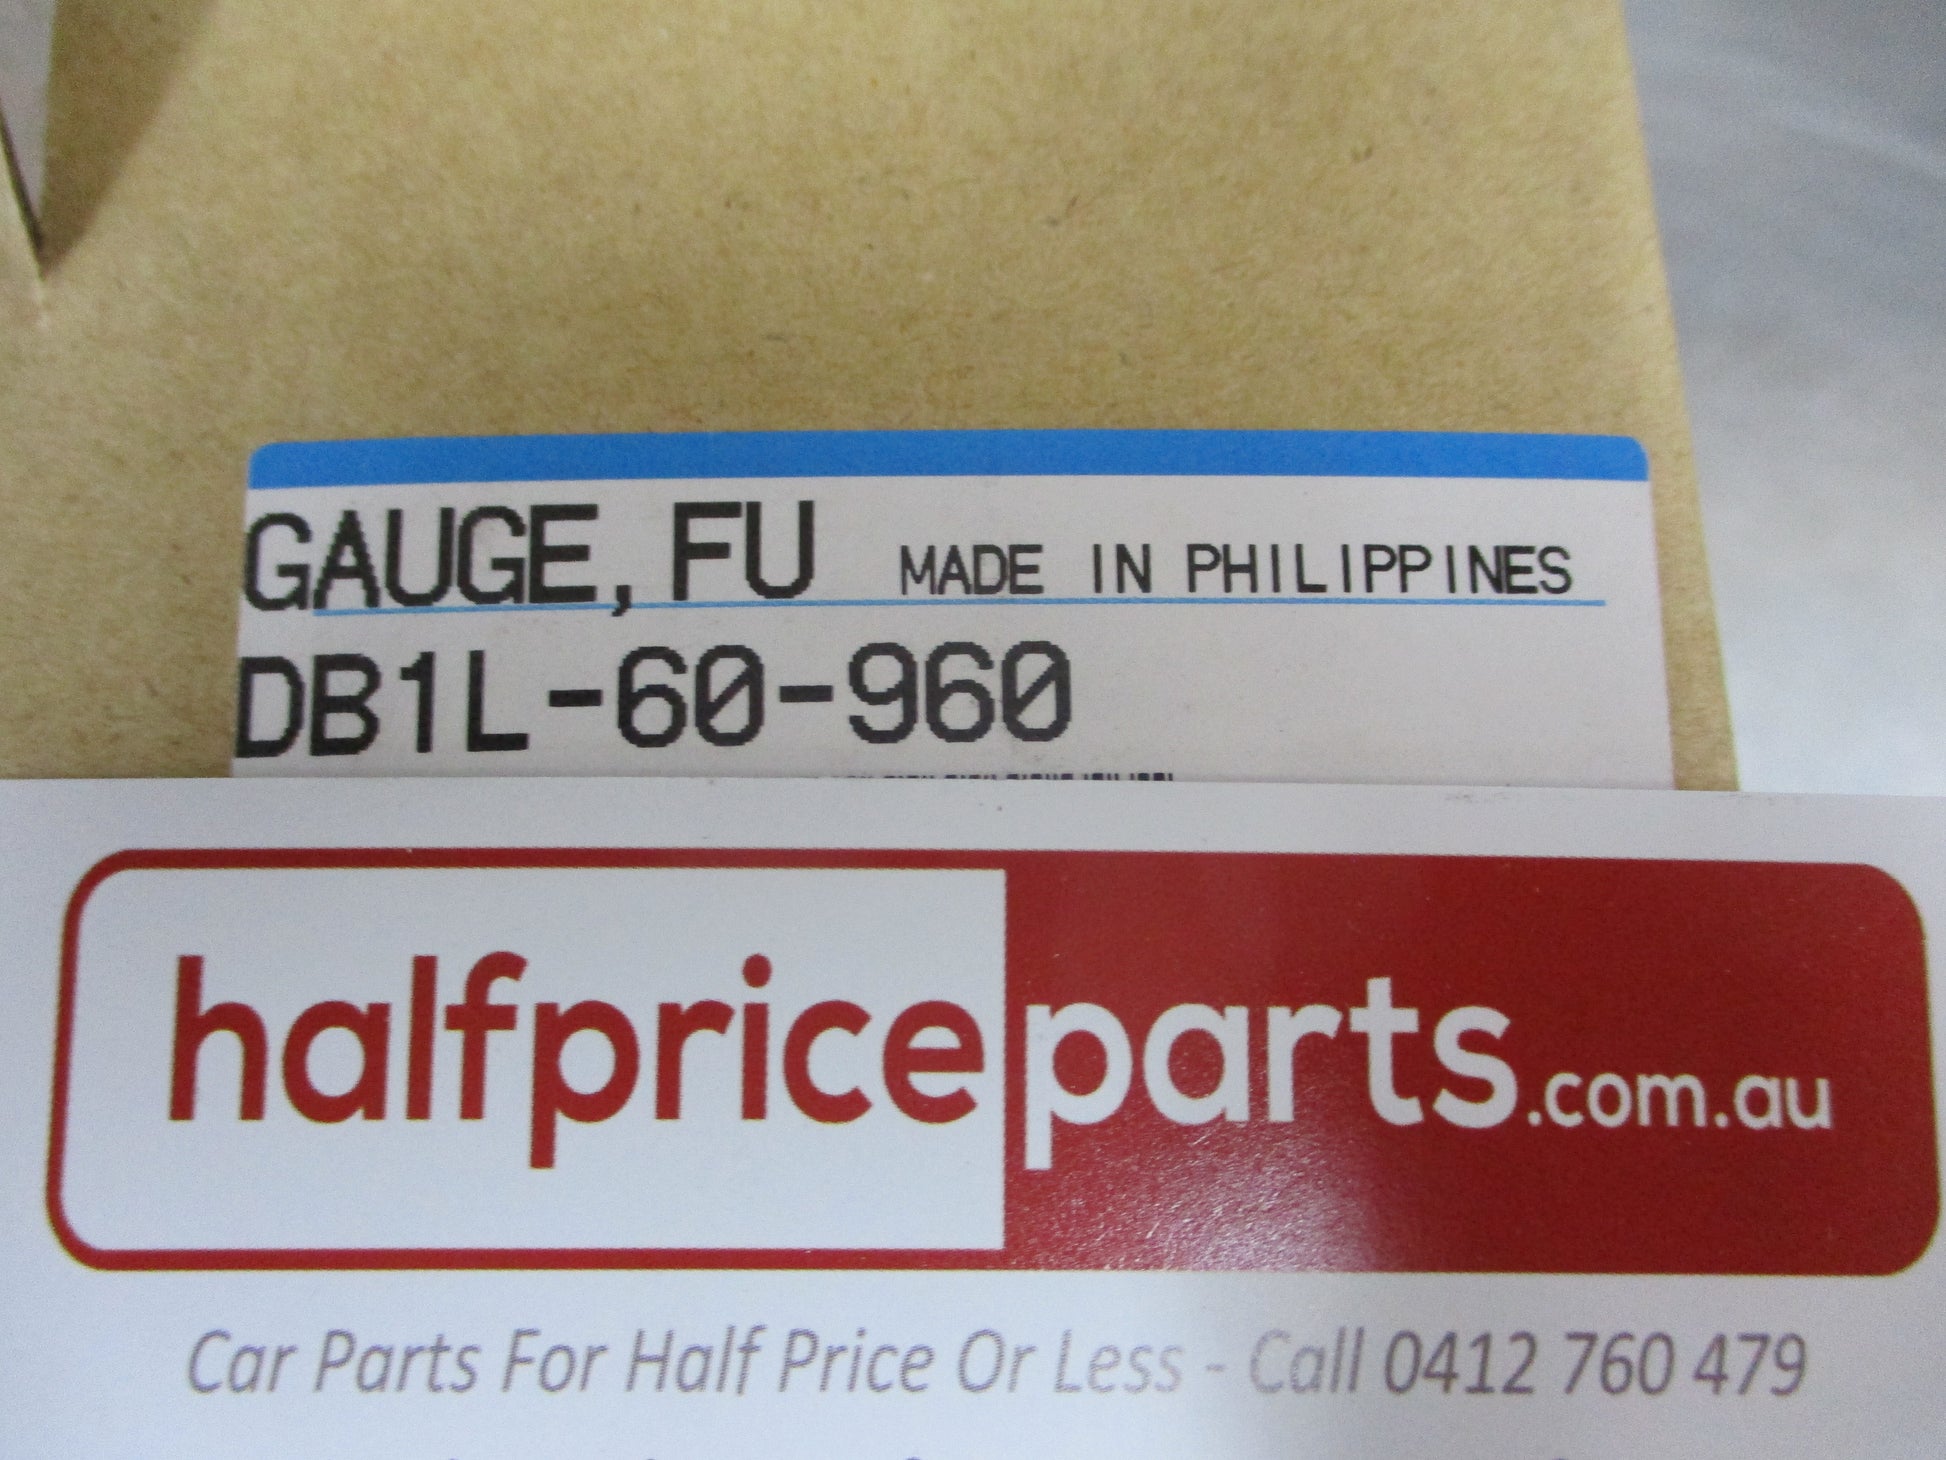 GAUGE, FU MADE IN PHILIPPINES
DB1L-60-960
halfpriceparts.com.au
Car Parts For Half Price Or Less - Call 0412 760 479